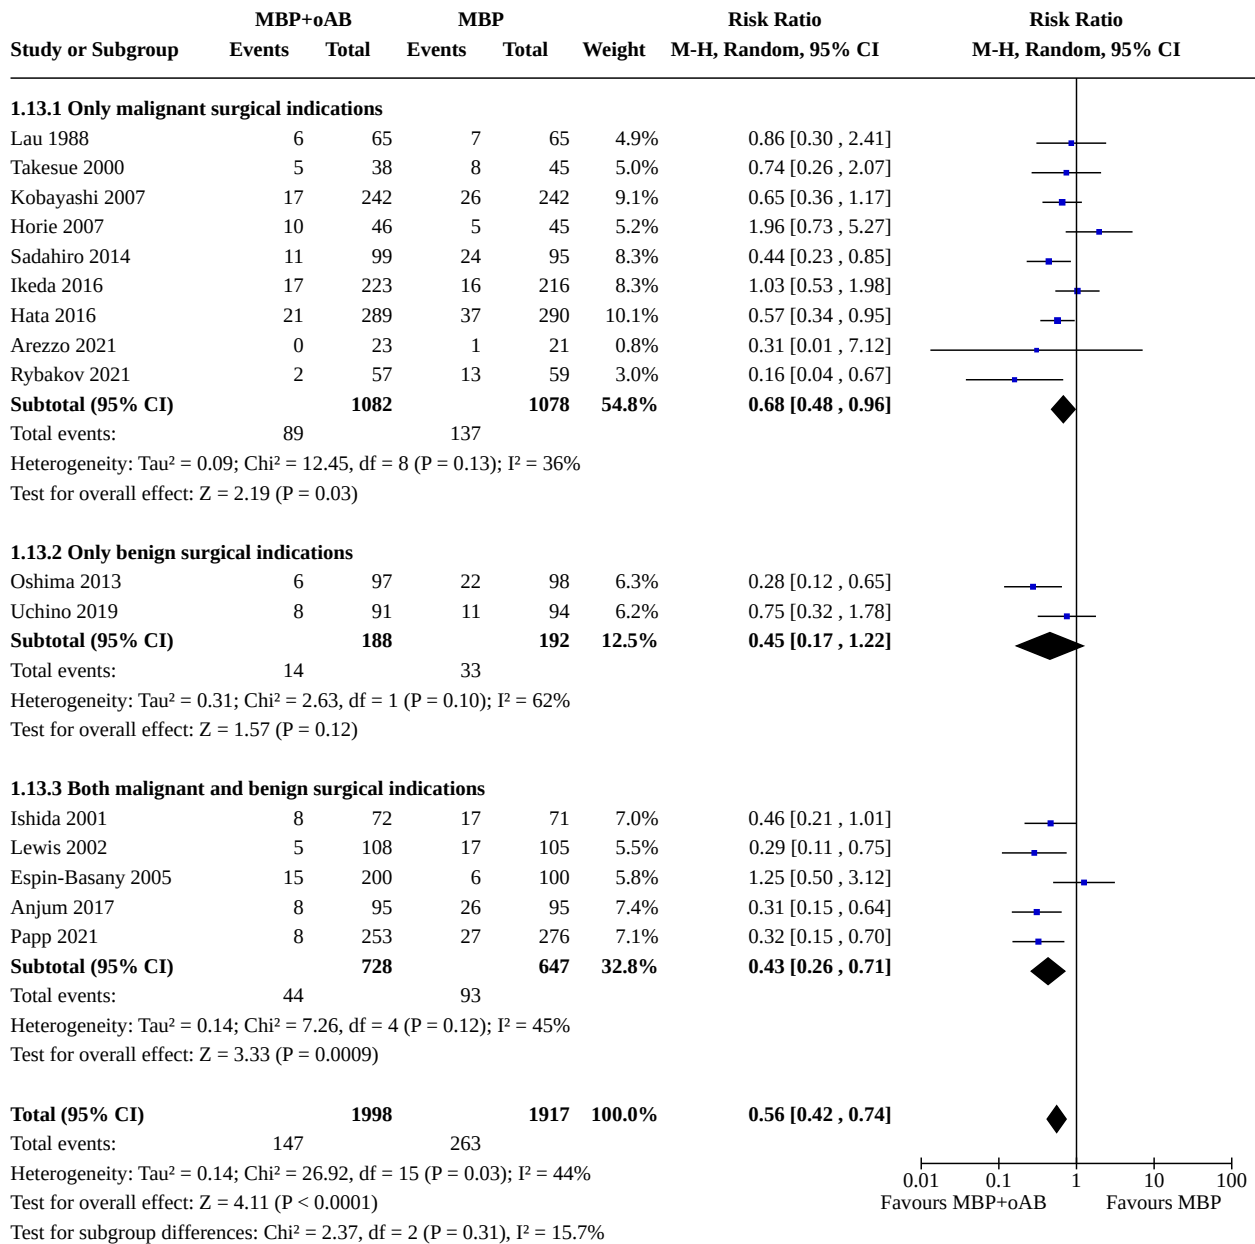 MBP+oAB MBP Risk Ratio Risk Ratio
Study or Subgroup Events Total Events Total Weight M-H, Random, 95% CI M-H, Random, 95% CI
1.13.1 Only malignant surgical indications
Lau 1988 6 65 7 65 4.9% 0.86 [0.30 , 2.41]
Takesue 2000 5 38 8 45 5.0% 0.74 [0.26 , 2.07]
Kobayashi 2007 17 242 26 242 9.1% 0.65 [0.36 , 1.17]
Horie 2007 10 46 5 45 5.2% 1.96 [0.73 , 5.27]
Sadahiro 2014 11 99 24 95 8.3% 0.44 [0.23 , 0.85]
Ikeda 2016 17 223 16 216 8.3% 1.03 [0.53 , 1.98]
Hata 2016 21 289 37 290 10.1% 0.57 [0.34 , 0.95]
Arezzo 2021 0 23 1 21 0.8% 0.31 [0.01 , 7.12]
Rybakov 2021 2 57 13 59 3.0% 0.16 [0.04 , 0.67]
Subtotal (95% CI) 1082 1078 54.8% 0.68 [0.48 , 0.96]
Total events: 89 137
Heterogeneity: Tau² = 0.09; Chi² = 12.45, df = 8 (P = 0.13); I² = 36%
Test for overall effect: Z = 2.19 (P = 0.03)
1.13.2 Only benign surgical indications
Oshima 2013 6 97 22 98 6.3% 0.28 [0.12 , 0.65]
Uchino 2019 8 91 11 94 6.2% 0.75 [0.32 , 1.78]
Subtotal (95% CI) 188 192 12.5% 0.45 [0.17 , 1.22]
Total events: 14 33
Heterogeneity: Tau² = 0.31; Chi² = 2.63, df = 1 (P = 0.10); I² = 62%
Test for overall effect: Z = 1.57 (P = 0.12)
1.13.3 Both malignant and benign surgical indications
Ishida 2001 8 72 17 71 7.0% 0.46 [0.21 , 1.01]
Lewis 2002 5 108 17 105 5.5% 0.29 [0.11 , 0.75]
Espin-Basany 2005 15 200 6 100 5.8% 1.25 [0.50 , 3.12]
Anjum 2017 8 95 26 95 7.4% 0.31 [0.15 , 0.64]
Papp 2021 8 253 27 276 7.1% 0.32 [0.15 , 0.70]
Subtotal (95% CI) 728 647 32.8% 0.43 [0.26 , 0.71]
Total events: 44 93
Heterogeneity: Tau² = 0.14; Chi² = 7.26, df = 4 (P = 0.12); I² = 45%
Test for overall effect: Z = 3.33 (P = 0.0009)
Total (95% CI) 1998 1917 100.0% 0.56 [0.42 , 0.74]
Total events: 147 263
Heterogeneity: Tau² = 0.14; Chi² = 26.92, df = 15 (P = 0.03); I² = 44%
0.01 0.1 1 10 100
Test for overall effect: Z = 4.11 (P < 0.0001)
Favours MBP+oAB Favours MBP
Test for subgroup differences: Chi² = 2.37, df = 2 (P = 0.31), I² = 15.7%